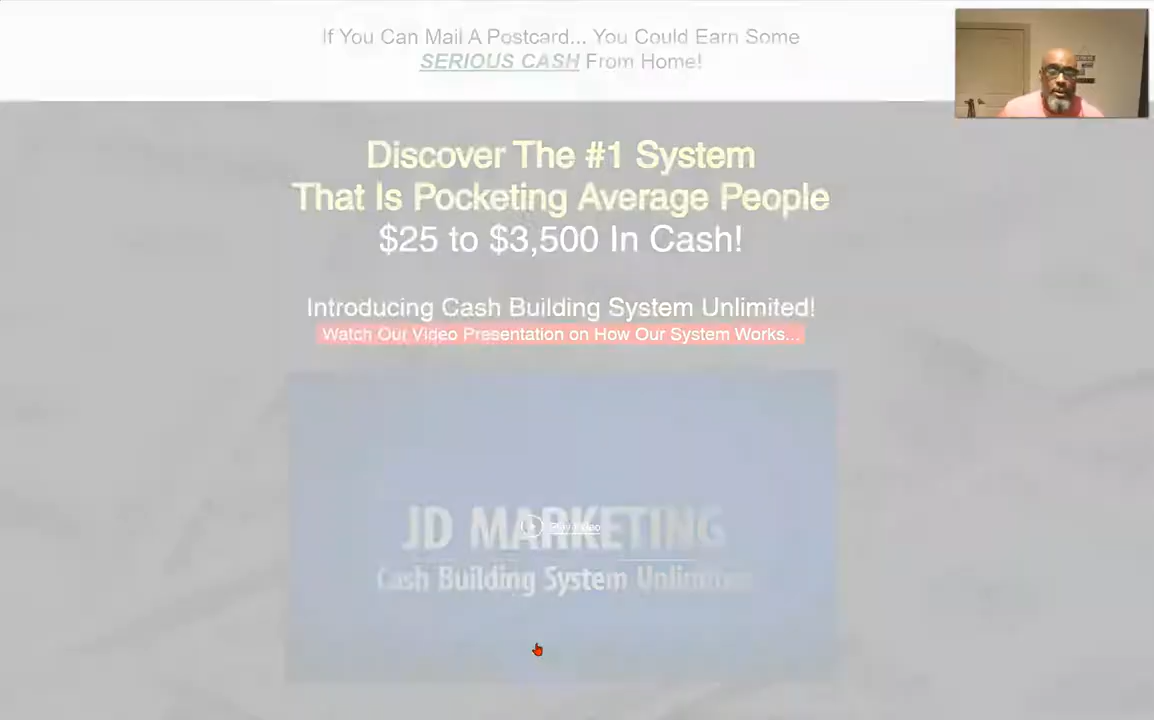 If You Can Mail A Postcard... You Could Earn Some
SERIOUS CASH From Home!
Discover The #1 System
That Is Pocketing Average People
$25 to $3,500 In Cash!
Introducing Cash Building System Unlimited!
Watch Our Video Presentation on How Our System Works...
JD MARKETING
Play Video
Cash Building System Unlimited